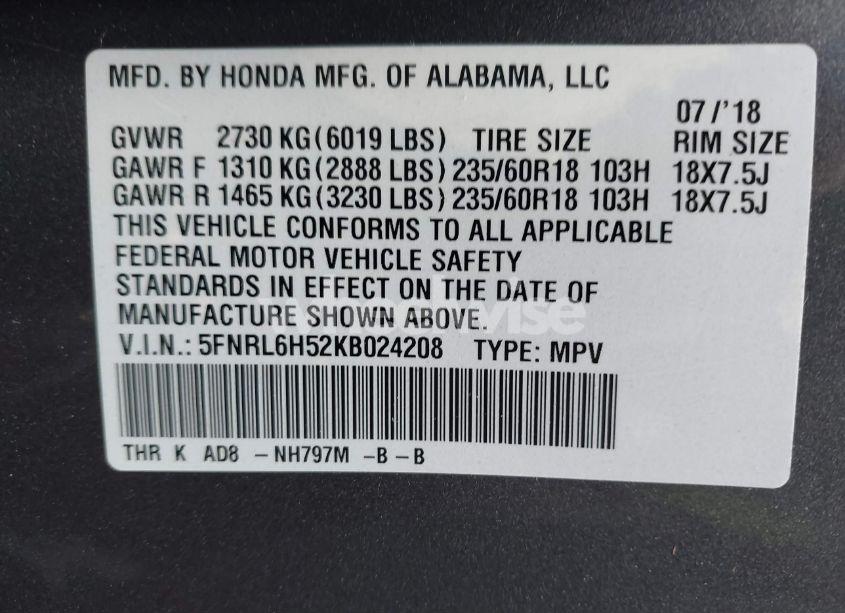 MFD. BY HONDA MFG. OF ALABAMA, LLC
07/'18
GVWR 2730 KG(6019 LBS) TIRE SIZE RIM SIZE
GAWR F 1310 KG(2888 LBS) 235/60R18 103H 18X7.5J
GAWR R 1465 KG(3230 LBS) 235/60R18 103H 18X7.5J
THIS VEHICLE CONFORMS TO ALL APPLICABLE
FEDERAL MOTOR VEHICLE SAFETY
STANDARDS IN EFFECT ON THE DATE OF
MANUFACTURE SHOWN ABOVE.
V.I.N.: 5FNRL6H52KB024208 TYPE: MPV
THR K AD8 -NH797M -B -B